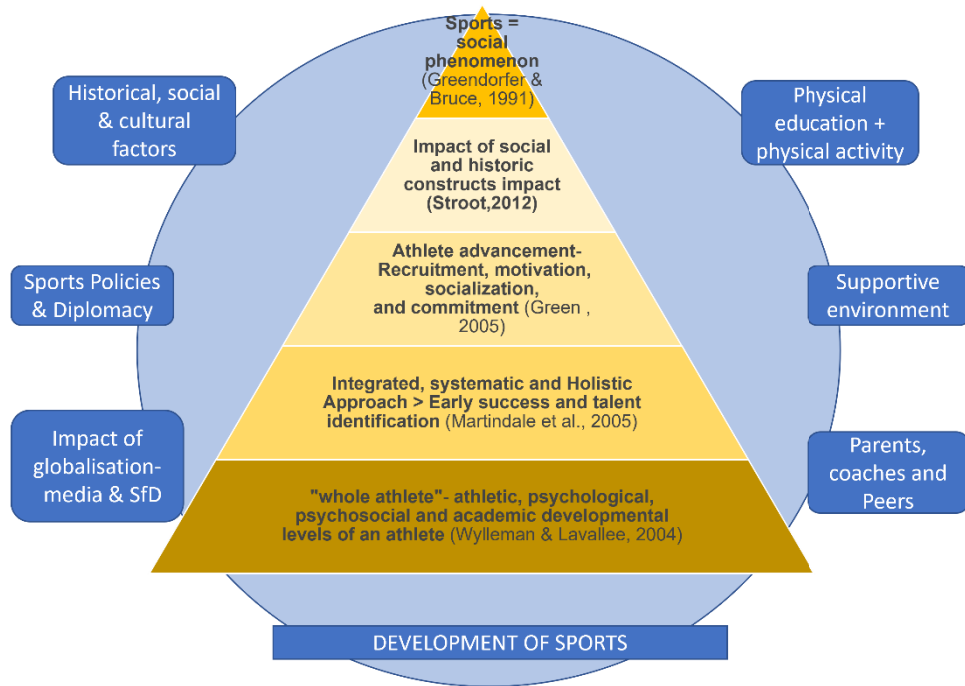 Sports =
social
phenomenon
(Greendorfer &
Bruce, 1991)
Historical, social
& cultural
factors
Physical
education +
physical activity
Impact of social
and historic
constructs impact
(Stroot,2012)
Athlete advancement-
Recruitment, motivation,
socialization,
and commitment (Green ,
2005)
Sports Policies
& Diplomacy
Supportive
environment
Integrated, systematic and Holistic
Approach > Early success and talent
identification (Martindale et al., 2005)
Impact of
globalisation-
media & SfD
Parents,
coaches and
Peers
"whole athlete"- athletic, psychological,
psychosocial and academic developmental
levels of an athlete (Wylleman & Lavallee, 2004)
DEVELOPMENT OF SPORTS